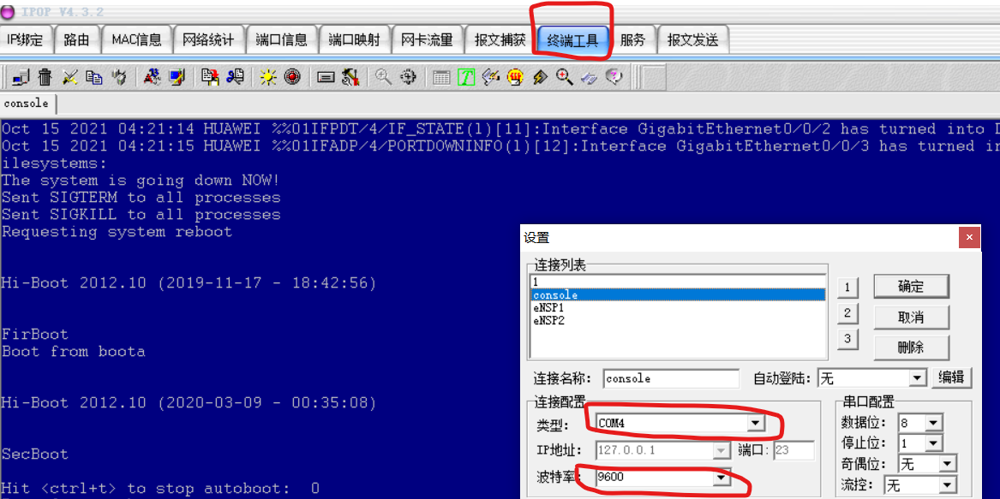 IPOP V4.3.2
IP绑定 路由 MAC信息 网络统计 端口信息 端口映射 网卡流量 报文捕获 终端工具 服务 报文发送
console
Oct 15 2021 04:21:14 HUAWEI %%01IFPDT/4/IF_STATE(l)[11]:Interface GigabitEthernet0/0/2 has turned into
Oct 15 2021 04:21:15 HUAWEI %%01IFADP/4/PORTDOWNINFO(l)[12]:Interface GigabitEthernet0/0/3 has turned in
ilesystems:
The system is going down NOW!
Sent SIGTERM to all processes
Sent SIGKILL to all processes
Requesting system reboot
Hi-Boot 2012.10 (2019-11-17 - 18:42:56)
FirBoot
Boot from boota
Hi-Boot 2012.10 (2020-03-09 - 00:35:08)
SecBoot
Hit <ctrl+t> to stop autoboot: 0
设置
连接列表
1
console
eNSP1
eNSP2
1
2
3
确定
取消
删除
连接名称: console 自动登陆: 无 编辑
连接配置
类型: COM4
IP地址: 127.0.0.1 端口: 23
波特率: 9600
串口配置
数据位: 8
停止位: 1
奇偶位: 无
流控: 无